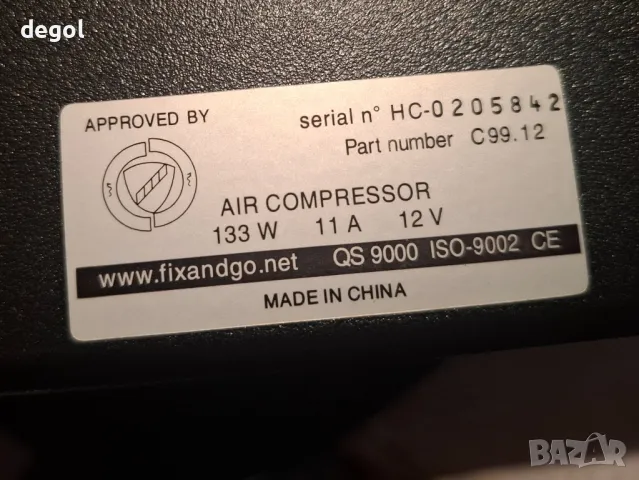 degol
APPROVED BY
serial n° HC-0205842
Part number C99.12
AIR COMPRESSOR
133 W 11 A 12 V
www.fixandgo.net QS 9000 ISO-9002 CE
MADE IN CHINA
BAZAR